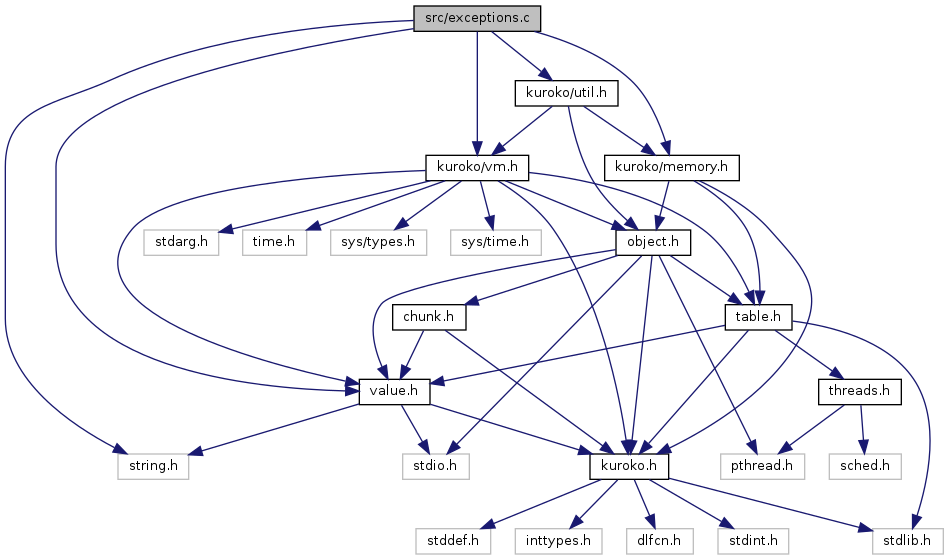 src/exceptions.c
kuroko/util.h
kuroko/vm.h
kuroko/memory.h
stdarg.h
time.h
sys/types.h
sys/time.h
object.h
chunk.h
table.h
value.h
threads.h
string.h
stdio.h
kuroko.h
pthread.h
sched.h
stddef.h
inttypes.h
dlfcn.h
stdint.h
stdlib.h